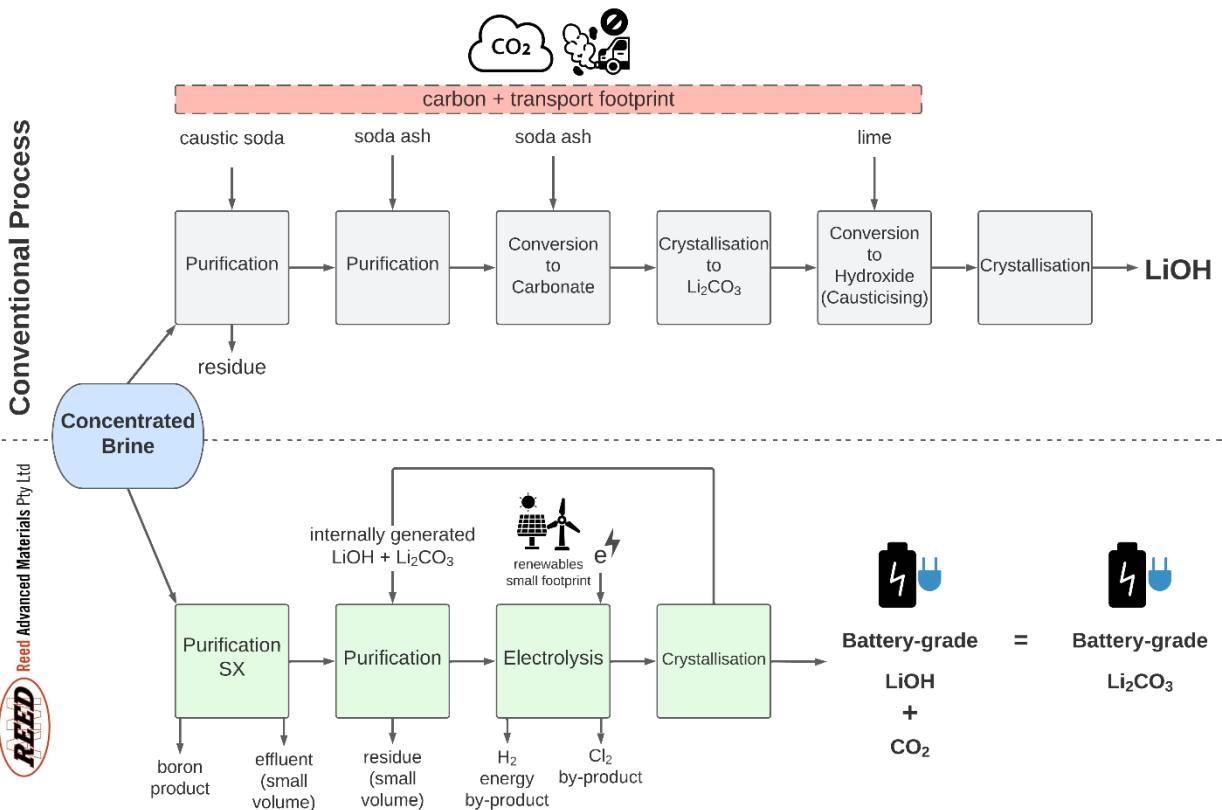 CO₂
carbon + transport footprint
Conventional Process
caustic soda
soda ash
soda ash
lime
Purification
Purification
Conversion
to
Carbonate
Crystallisation
to
Li₂CO₃
Conversion
to
Hydroxide
(Causticising)
Crystallisation
LiOH
residue
Concentrated
Brine
Reed Advanced Materials Pty Ltd
REED
internally generated
LiOH + Li₂CO₃
renewables
small footprint
e
Purification
SX
Purification
Electrolysis
Crystallisation
boron
product
effluent
(small
volume)
residue
(small
volume)
H₂
energy
by-product
Cl₂
by-product
Battery-grade
LiOH
+
CO₂
=
Battery-grade
Li₂CO₃